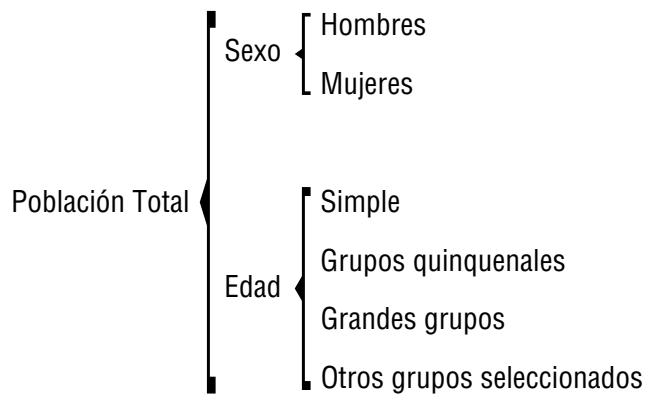 Población Total
Sexo
Hombres
Mujeres
Edad
Simple
Grupos quinquenales
Grandes grupos
Otros grupos seleccionados